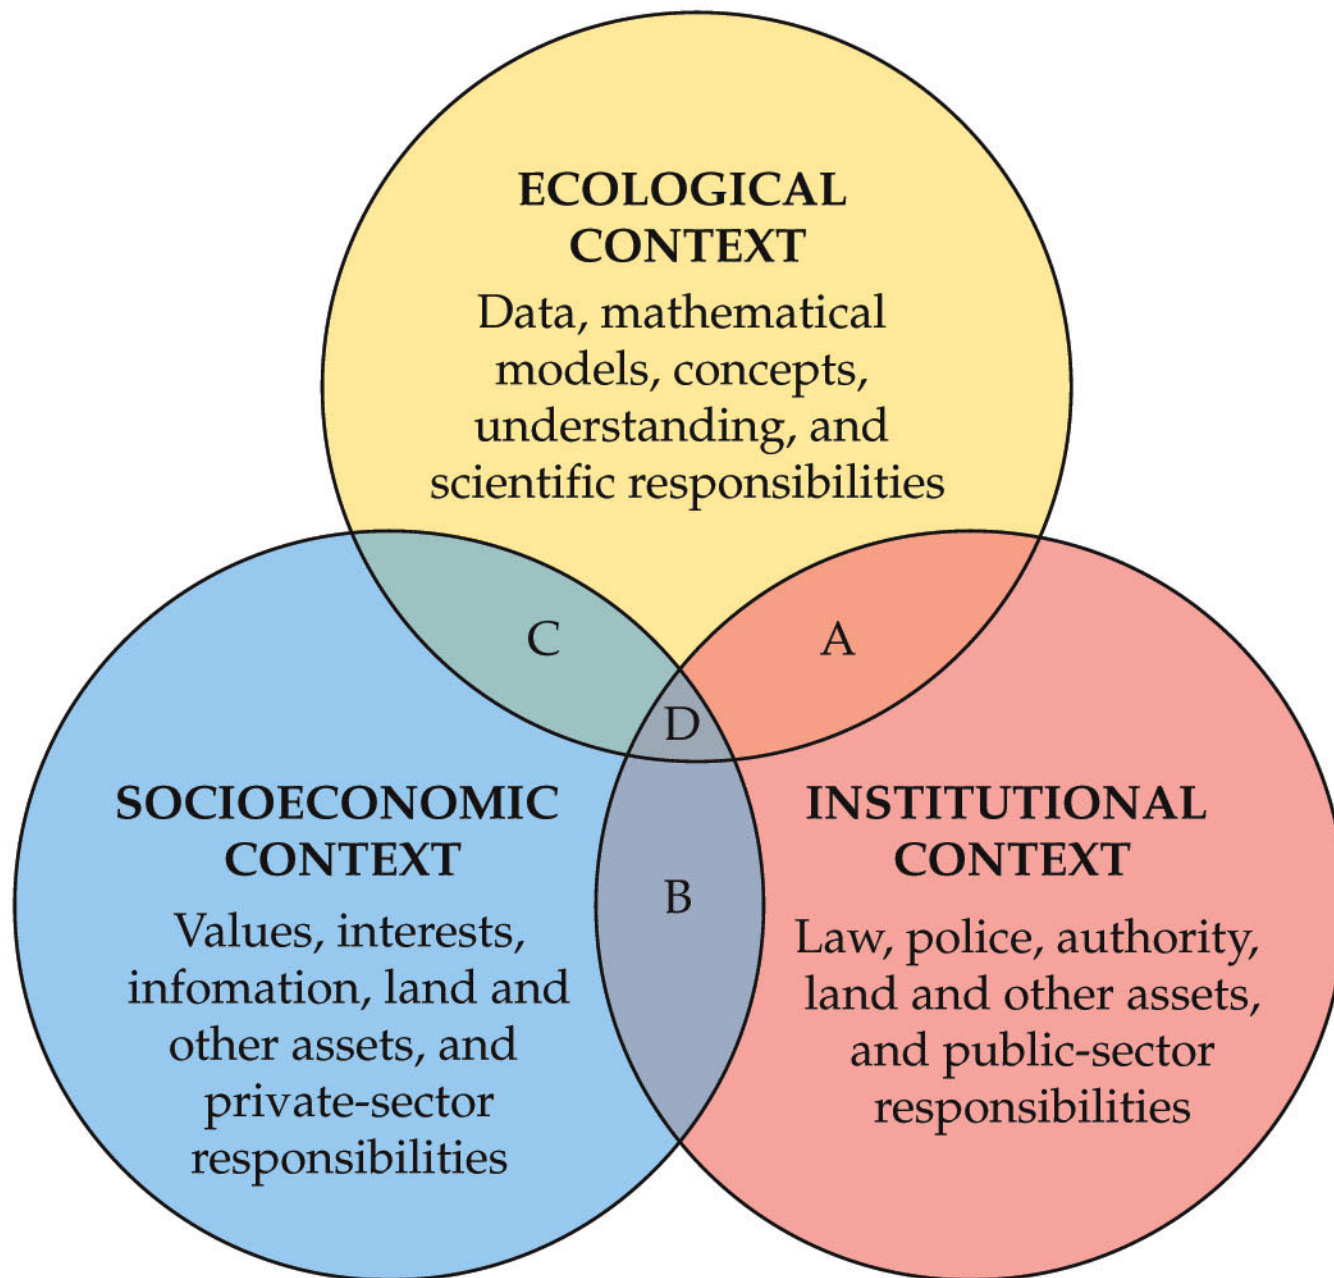 ECOLOGICAL
CONTEXT
Data, mathematical
models, concepts,
understanding, and
scientific responsibilities
C
A
D
B
SOCIOECONOMIC
CONTEXT
Values, interests,
infomation, land and
other assets, and
private-sector
responsibilities
INSTITUTIONAL
CONTEXT
Law, police, authority,
land and other assets,
and public-sector
responsibilities